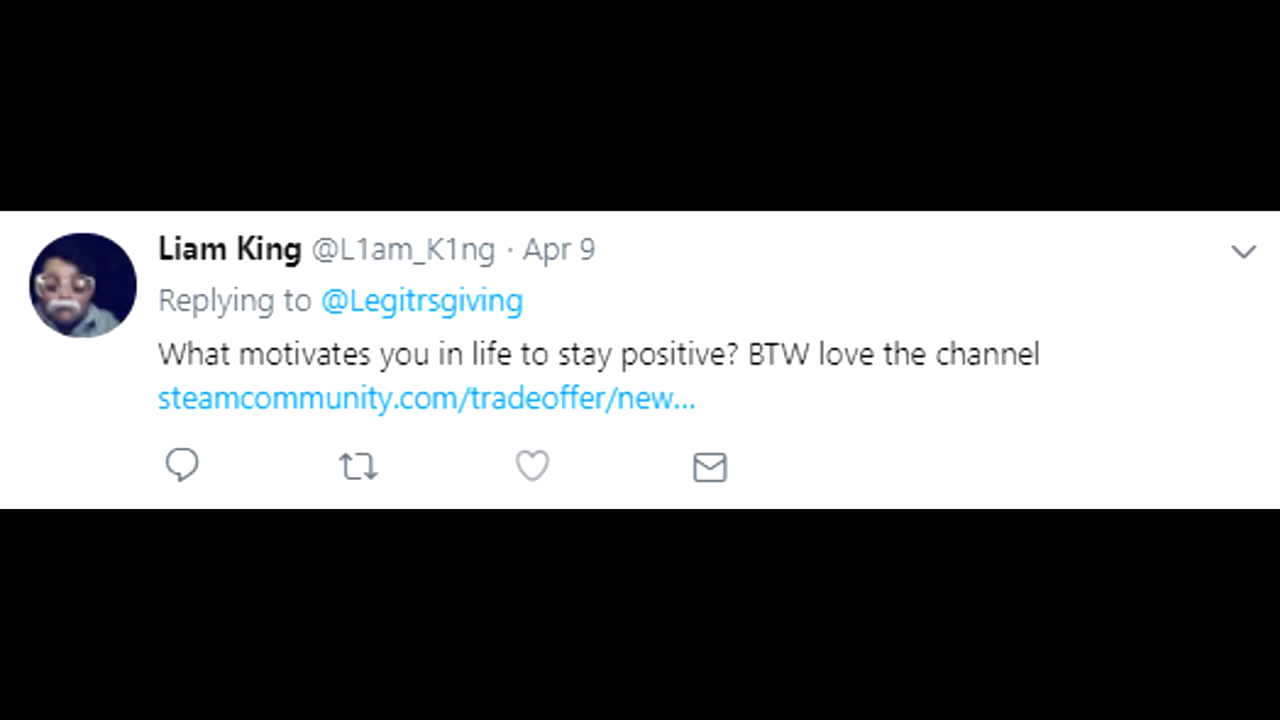 Liam King @L1am_K1ng · Apr 9
Replying to @Legitrsgiving
What motivates you in life to stay positive? BTW love the channel
steamcommunity.com/tradeoffer/new...